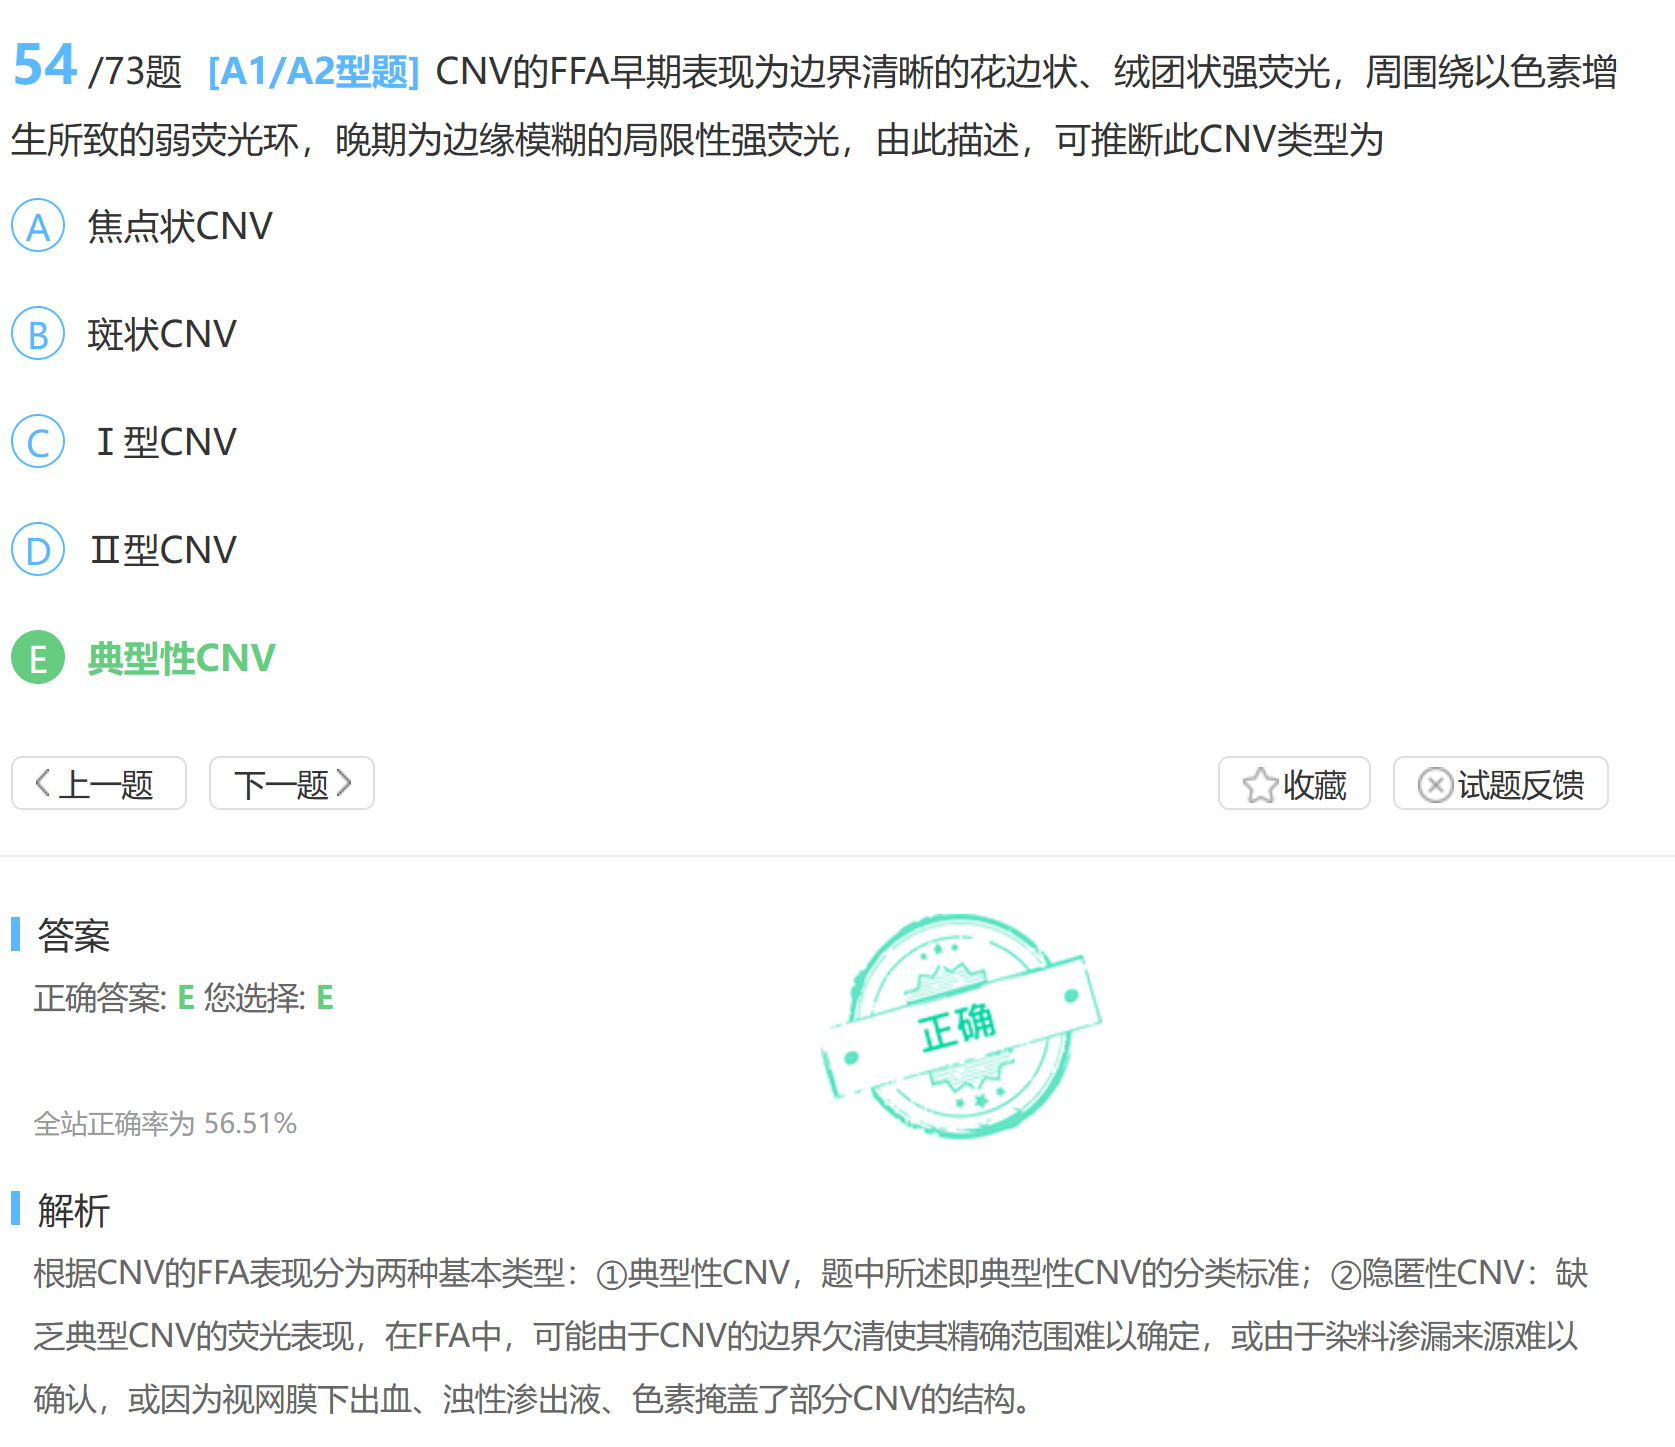 54 /73题 [A1/A2型题] CNV的FFA早期表现为边界清晰的花边状、绒团状强荧光，周围绕以色素增
生所致的弱荧光环，晚期为边缘模糊的局限性强荧光，由此描述，可推断此CNV类型为
A 焦点状CNV
B 斑状CNV
C Ⅰ型CNV
D Ⅱ型CNV
E 典型性CNV
上一题 下一题 收藏 试题反馈
答案
正确答案: E 您选择: E
正确
全站正确率为 56.51%
解析
根据CNV的FFA表现分为两种基本类型：①典型性CNV，题中所述即典型性CNV的分类标准；②隐匿性CNV：缺
乏典型CNV的荧光表现，在FFA中，可能由于CNV的边界欠清使其精确范围难以确定，或由于染料渗漏来源难以
确认，或因为视网膜下出血、浊性渗出液、色素掩盖了部分CNV的结构。